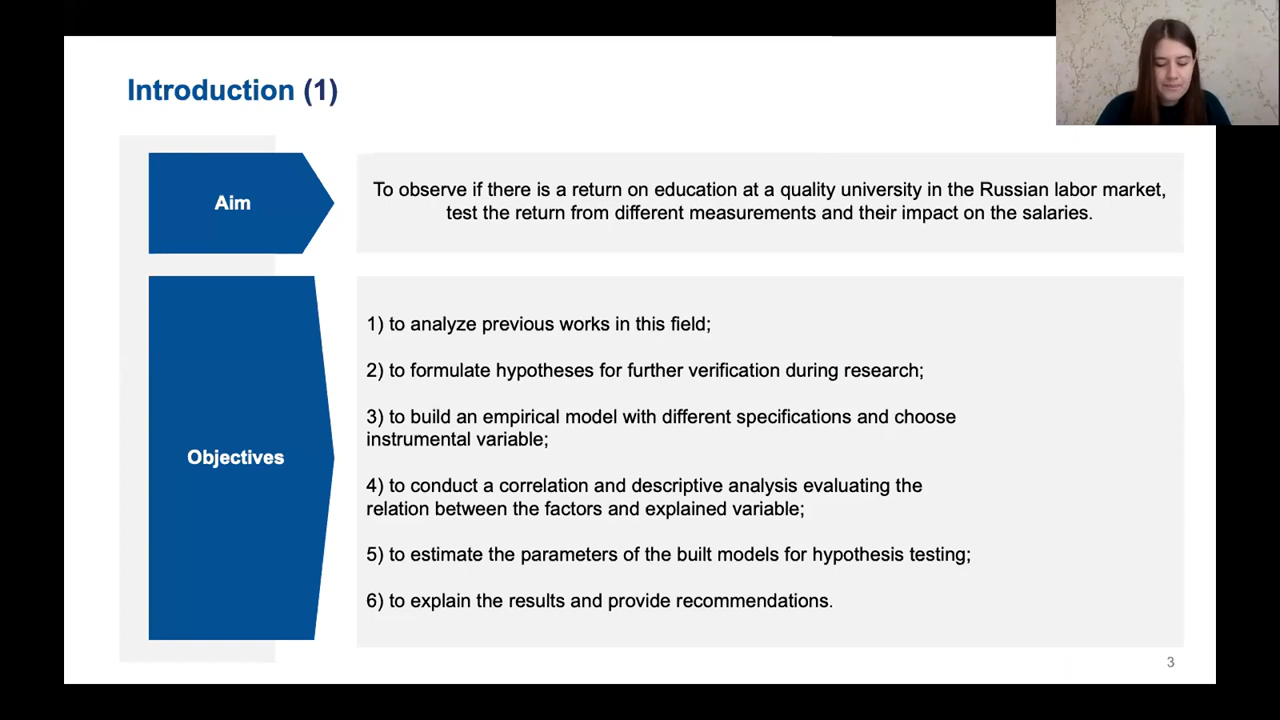 Introduction (1)
Aim
To observe if there is a return on education at a quality university in the Russian labor market,
test the return from different measurements and their impact on the salaries.
Objectives
1) to analyze previous works in this field;
2) to formulate hypotheses for further verification during research;
3) to build an empirical model with different specifications and choose
instrumental variable;
4) to conduct a correlation and descriptive analysis evaluating the
relation between the factors and explained variable;
5) to estimate the parameters of the built models for hypothesis testing;
6) to explain the results and provide recommendations.
3